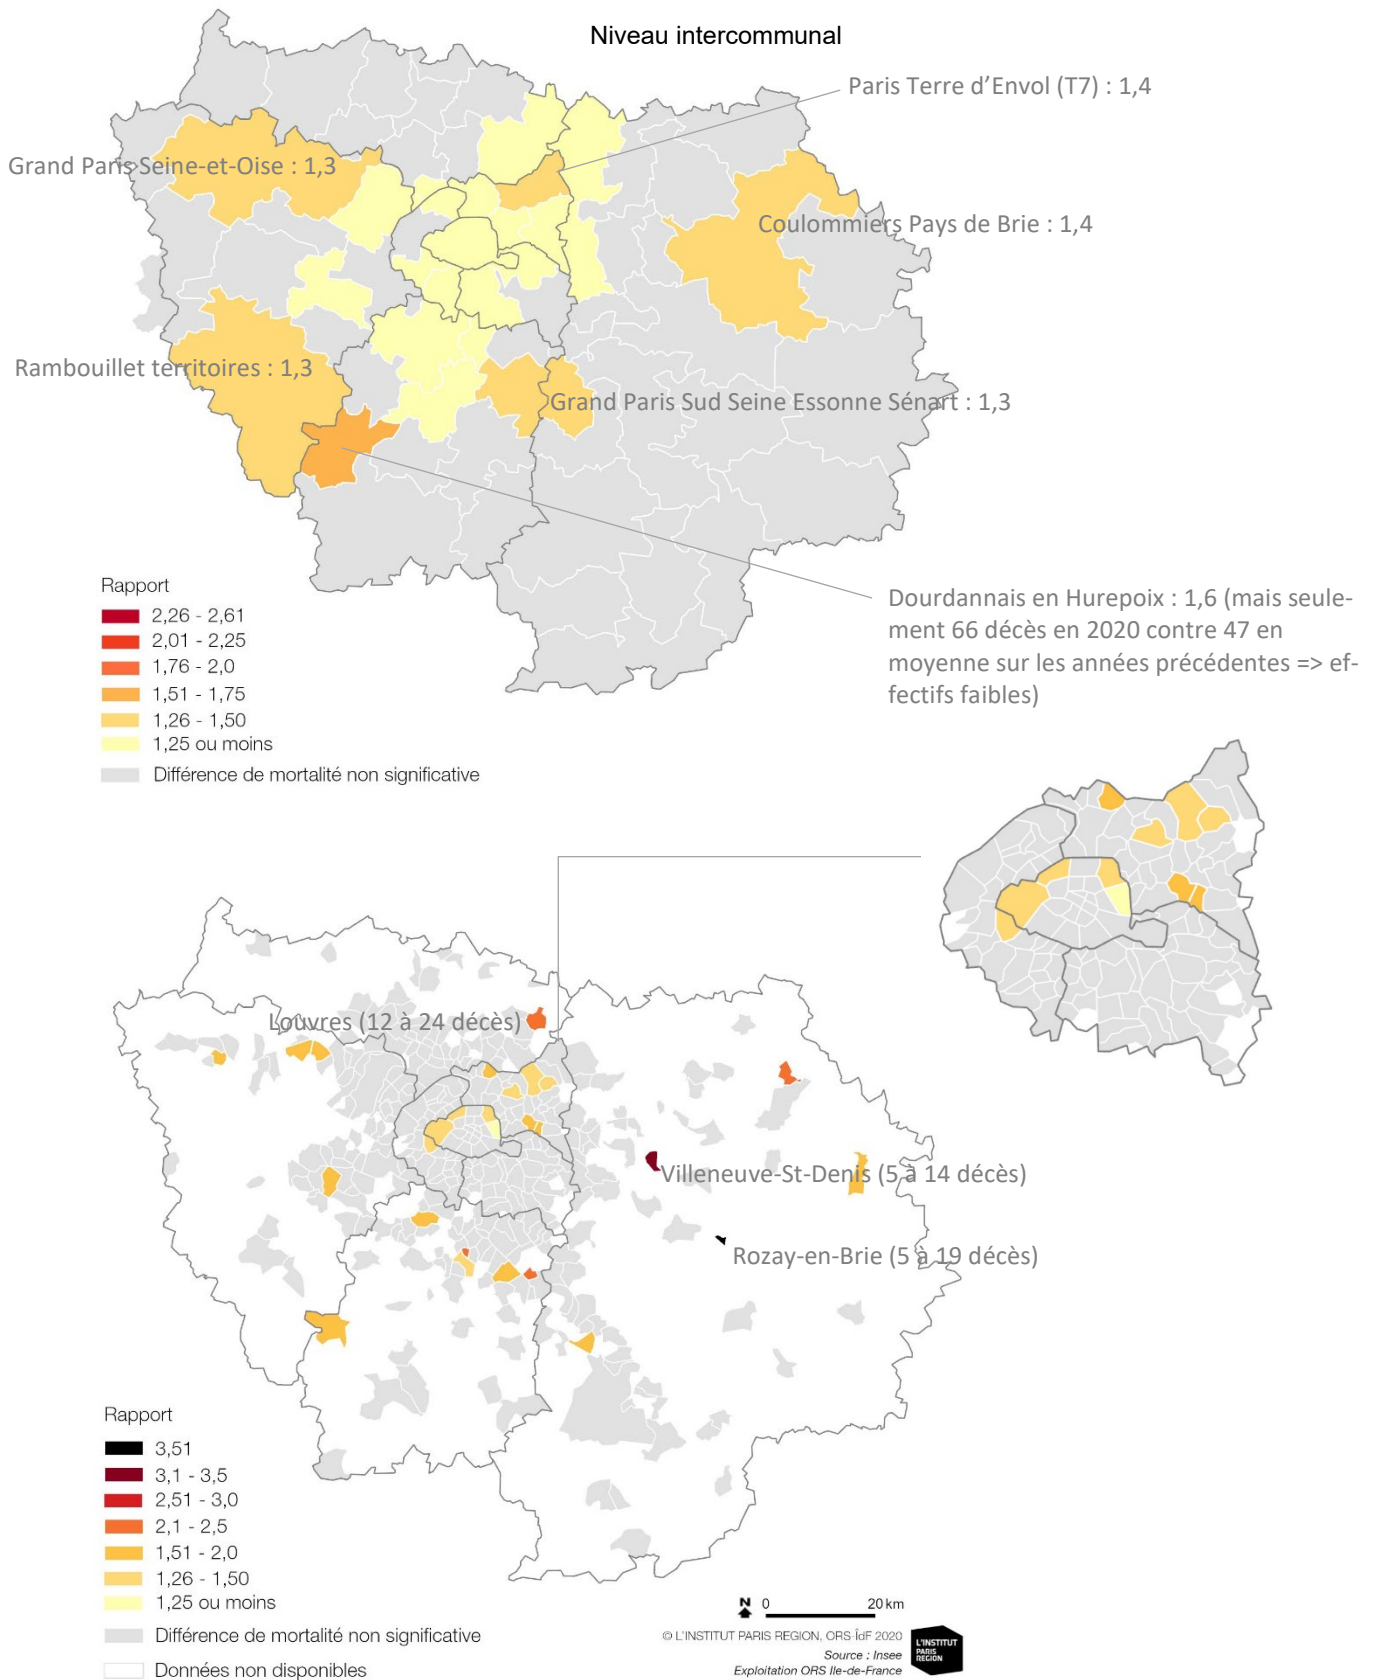 Niveau intercommunal
Paris Terre d'Envol (T7) : 1,4
Grand Paris Seine-et-Oise : 1,3
Coulommiers Pays de Brie : 1,4
Rambouillet territoires : 1,3
Grand Paris Sud Seine Essonne Sénart : 1,3
Dourdannais en Hurepoix : 1,6 (mais seule-
ment 66 décès en 2020 contre 47 en
moyenne sur les années précédentes => ef-
fectifs faibles)
Rapport
2,26 - 2,61
2,01 - 2,25
1,76 - 2,0
1,51 - 1,75
1,26 - 1,50
1,25 ou moins
Différence de mortalité non significative
Louvres (12 à 24 décès)
Villeneuve-St-Denis (5 à 14 décès)
Rozay-en-Brie (5 à 19 décès)
Rapport
3,51
3,1 - 3,5
2,51 - 3,0
2,1 - 2,5
1,51 - 2,0
1,26 - 1,50
1,25 ou moins
Différence de mortalité non significative
Données non disponibles
N 0 20 km
© L'INSTITUT PARIS REGION, ORS ÎdF 2020
Source : Insee
Exploitation ORS Ile-de-France
L'INSTITUT
PARIS
REGION